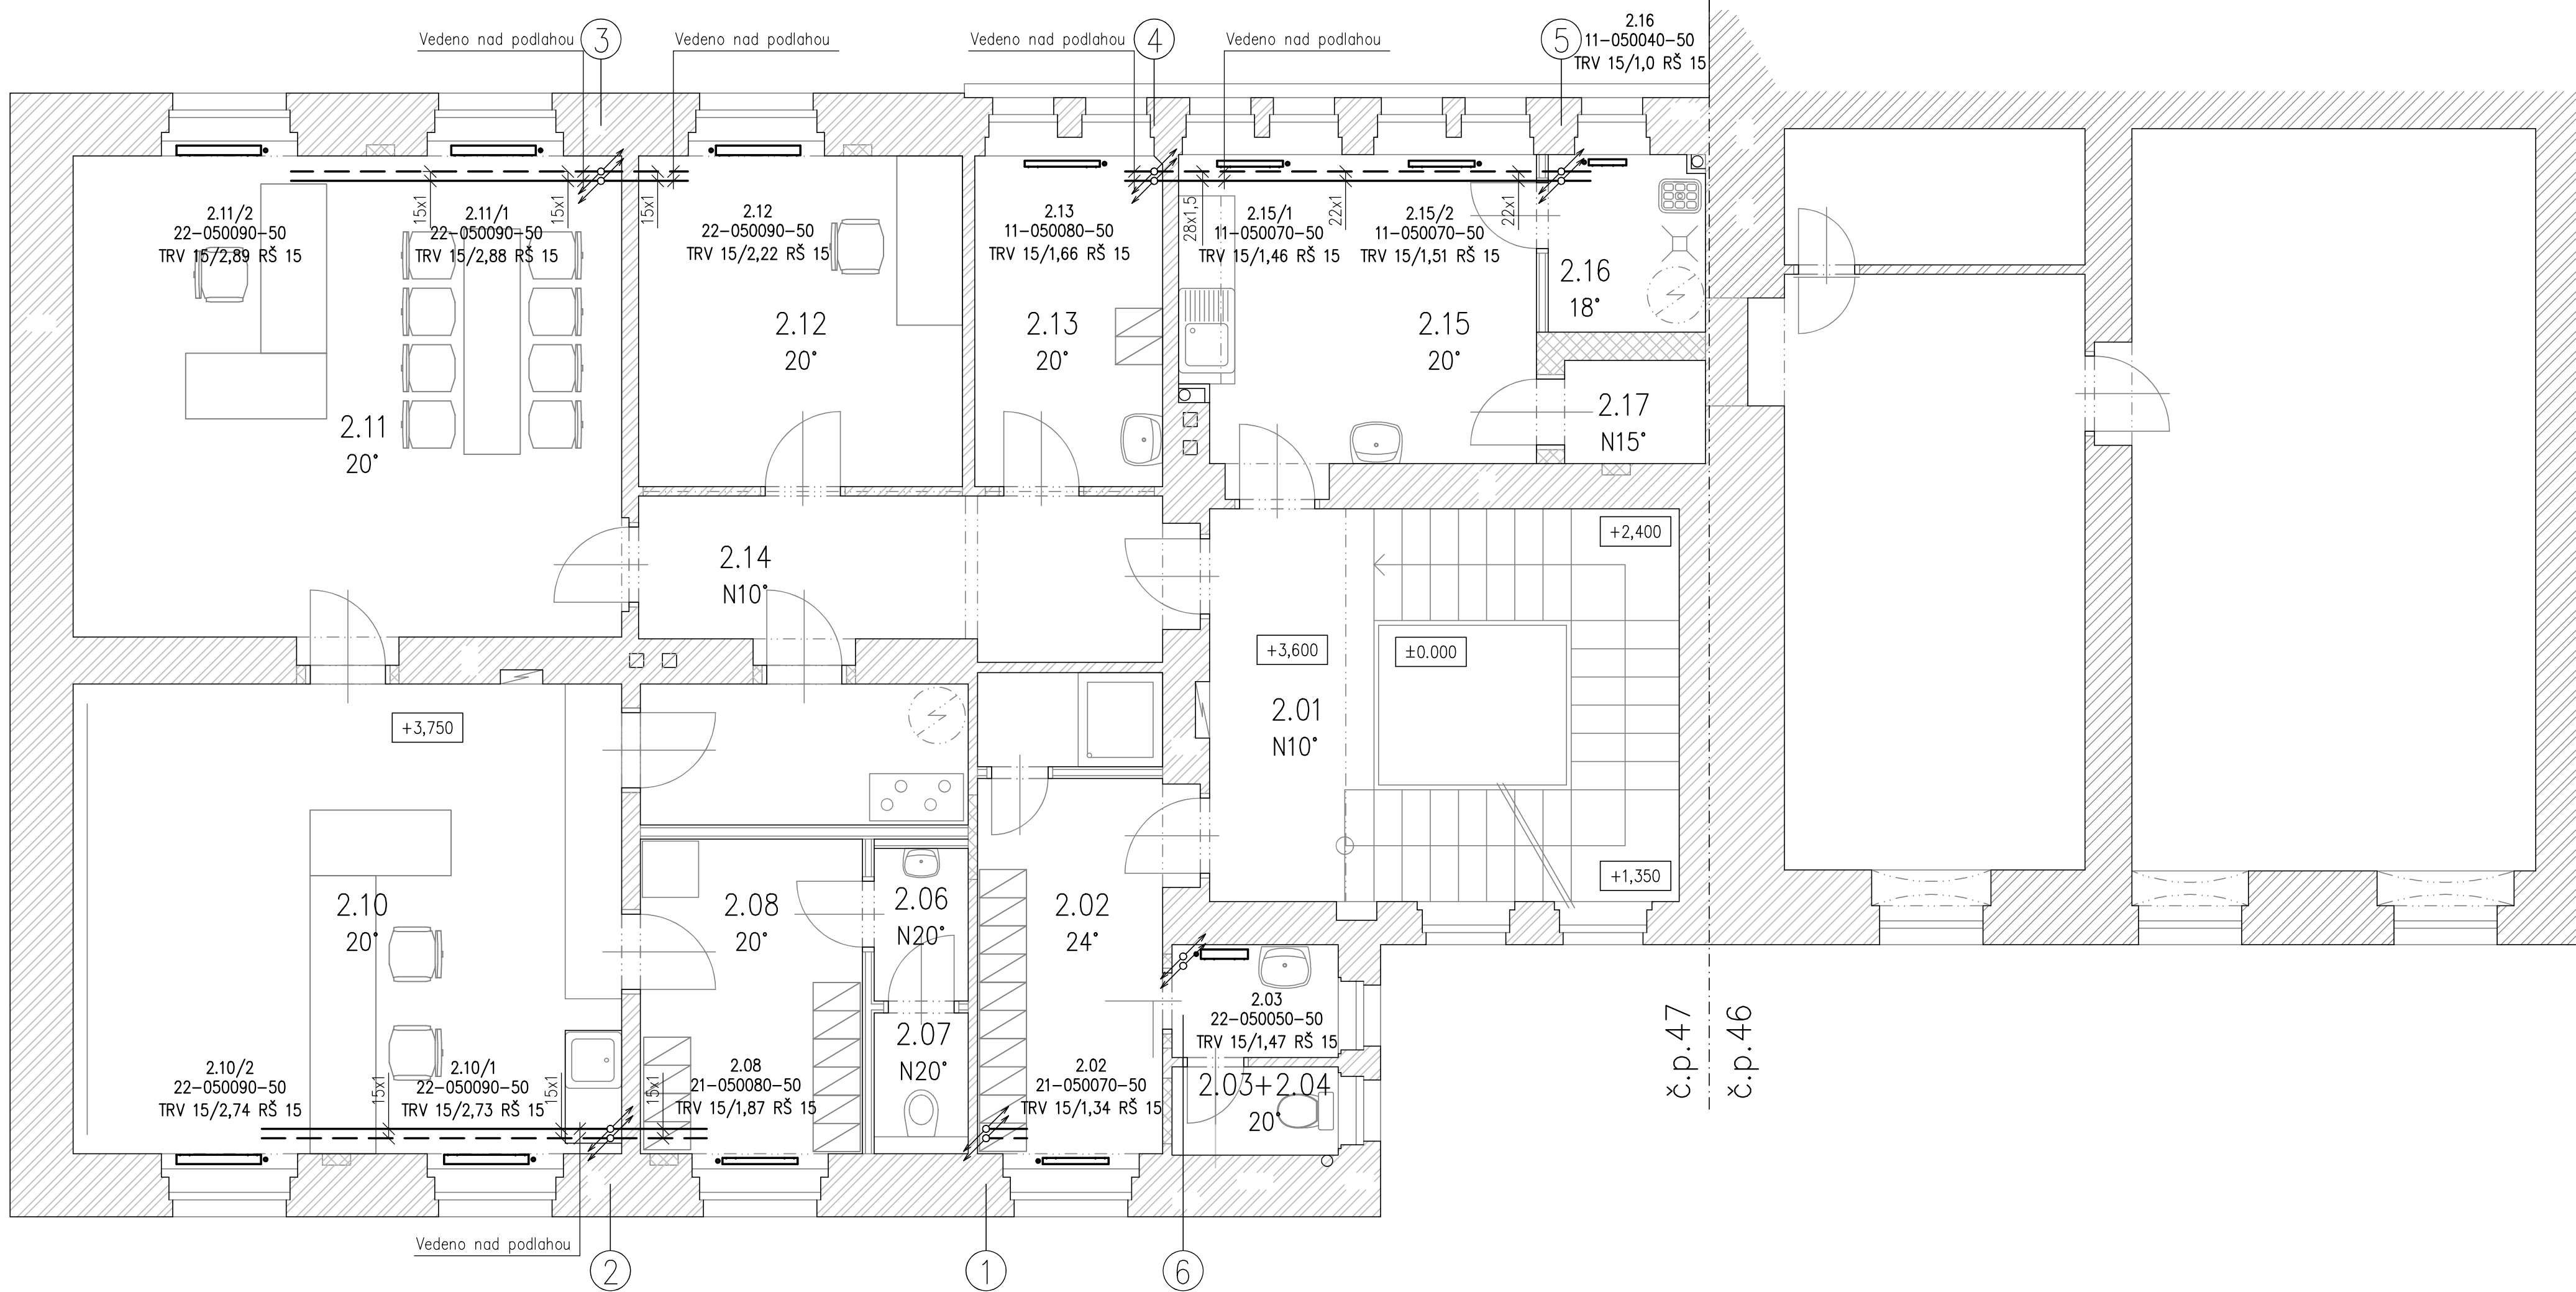 Vedeno nad podlahou
3
Vedeno nad podlahou
Vedeno nad podlahou
4
Vedeno nad podlahou
5
2.16
11-050040-50
TRV 15/1,0 RŠ 15
15x1
15x1
15x1
28x1,5
22x1
22x1
2.11/2
22-050090-50
TRV 15/2,89 RŠ 15
2.11/1
22-050090-50
TRV 15/2,88 RŠ 15
2.12
22-050090-50
TRV 15/2,22 RŠ 15
2.13
11-050080-50
TRV 15/1,66 RŠ 15
2.15/1
11-050070-50
TRV 15/1,46 RŠ 15
2.15/2
11-050070-50
TRV 15/1,51 RŠ 15
2.16
18°
2.12
20°
2.13
20°
2.15
20°
2.17
N15°
2.11
20°
2.14
N10°
+2,400
+3,600
±0.000
2.01
N10°
+3,750
+1,350
2.10
20°
2.08
20°
2.06
N20°
2.02
24°
2.07
N20°
2.03
22-050050-50
TRV 15/1,47 RŠ 15
2.03+2.04
20°
č.p.47
č.p.46
2.10/2
22-050090-50
TRV 15/2,74 RŠ 15
15x1
2.10/1
22-050090-50
TRV 15/2,73 RŠ 15
15x1
15x1
2.08
21-050080-50
TRV 15/1,87 RŠ 15
2.02
21-050070-50
TRV 15/1,34 RŠ 15
Vedeno nad podlahou
2
1
6